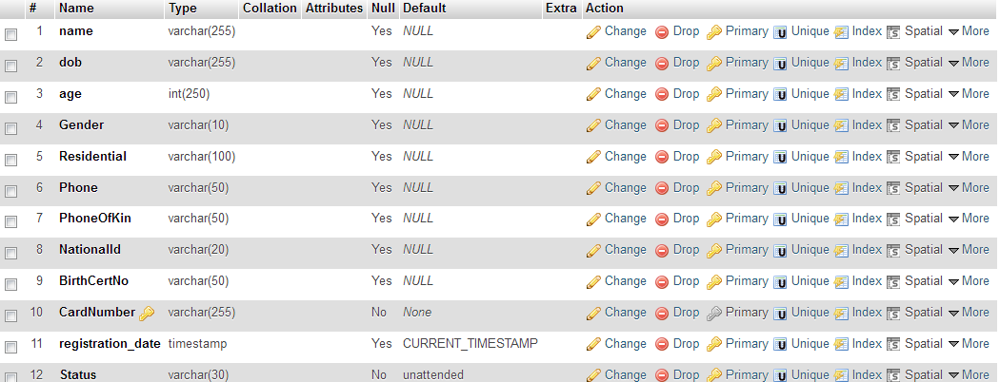 # Name Type Collation Attributes Null Default Extra Action
1 name varchar(255) Yes NULL Change Drop Primary Unique Index Spatial More
2 dob varchar(255) Yes NULL Change Drop Primary Unique Index Spatial More
3 age int(250) Yes NULL Change Drop Primary Unique Index Spatial More
4 Gender varchar(10) Yes NULL Change Drop Primary Unique Index Spatial More
5 Residential varchar(100) Yes NULL Change Drop Primary Unique Index Spatial More
6 Phone varchar(50) Yes NULL Change Drop Primary Unique Index Spatial More
7 PhoneOfKin varchar(50) Yes NULL Change Drop Primary Unique Index Spatial More
8 NationalId varchar(20) Yes NULL Change Drop Primary Unique Index Spatial More
9 BirthCertNo varchar(50) Yes NULL Change Drop Primary Unique Index Spatial More
10 CardNumber varchar(255) No None Change Drop Primary Unique Index Spatial More
11 registration_date timestamp Yes CURRENT_TIMESTAMP Change Drop Primary Unique Index Spatial More
12 Status varchar(30) No unattended Change Drop Primary Unique Index Spatial More